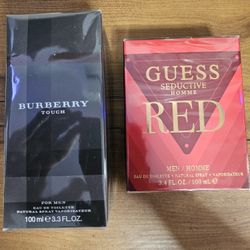 BURBERRY
TOUCH
FOR MEN
EAU DE TOILETTE
NATURAL SPRAY VAPORISATEUR
100 ml ℮ 3.3 FL.OZ.
GUESS
SEDUCTIVE
HOMME
RED
MEN / HOMME
EAU DE TOILETTE • NATURAL SPRAY • VAPORISATEUR
3.4 FL.OZ. / 100 ml ℮